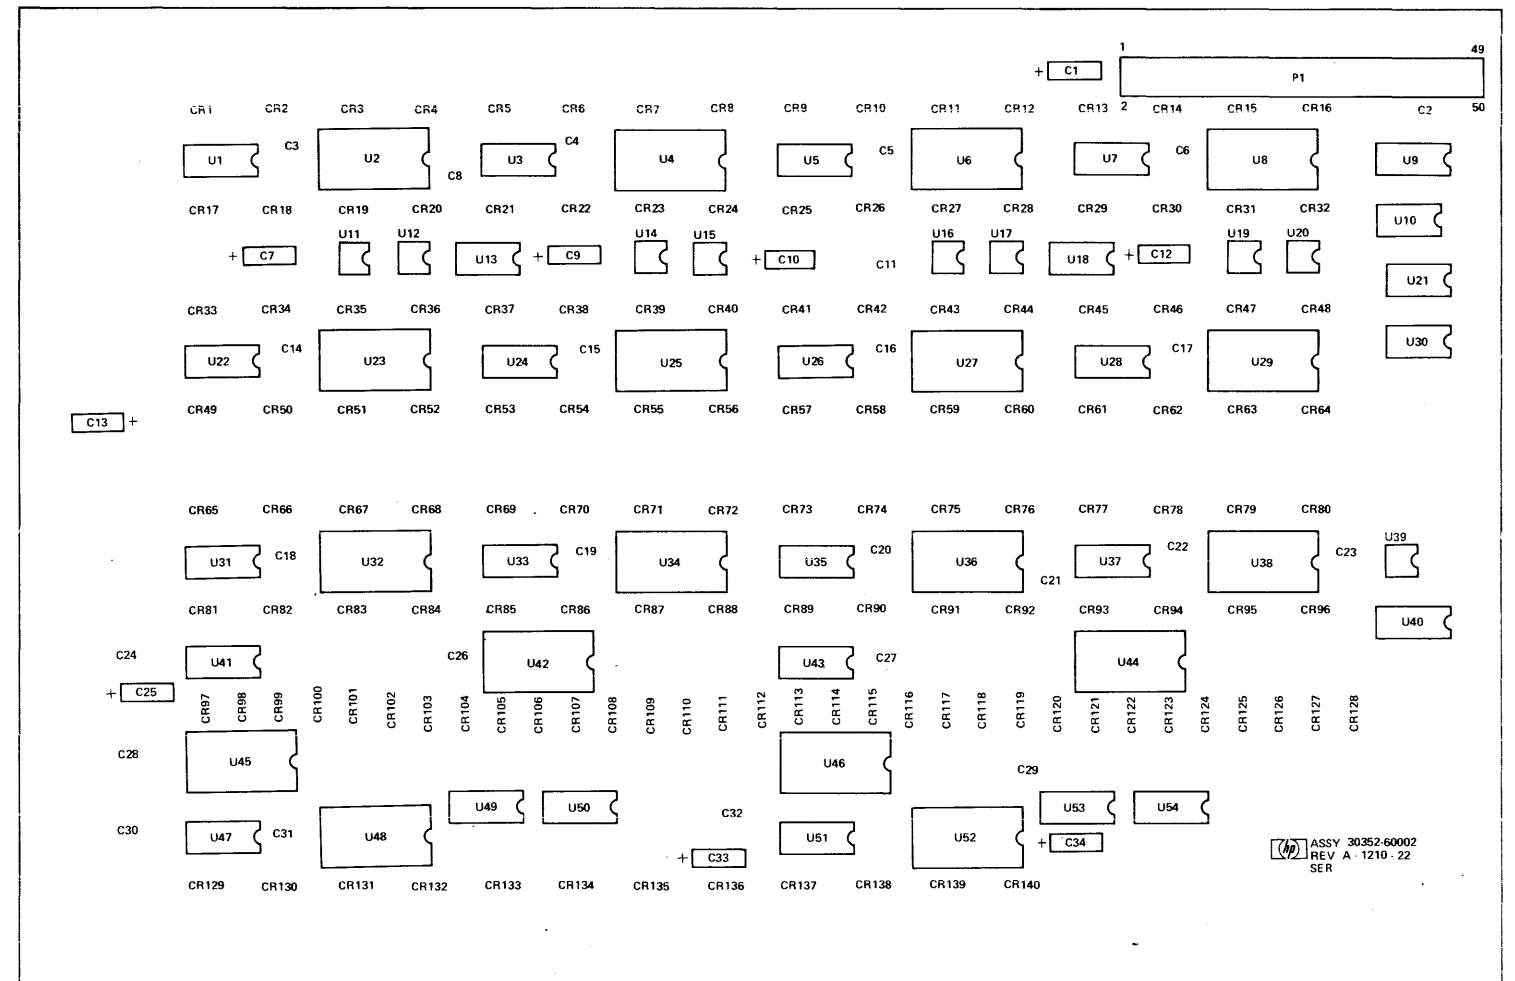 1 49
+ C1 P1
CR1 CR2 CR3 CR4 CR5 CR6 CR7 CR8 CR9 CR10 CR11 CR12 CR13 2 CR14 CR15 CR16 C2 50
U1 C3 U2 C8 U3 C4 U4 U5 C5 U6 U7 C6 U8 U9
CR17 CR18 CR19 CR20 CR21 CR22 CR23 CR24 CR25 CR26 CR27 CR28 CR29 CR30 CR31 CR32 U10
U11 U12 U14 U15 U16 U17 U19 U20
+ C7 U13 + C9 + C10 C11 U18 + C12 U21
CR33 CR34 CR35 CR36 CR37 CR38 CR39 CR40 CR41 CR42 CR43 CR44 CR45 CR46 CR47 CR48
U22 C14 U23 U24 C15 U25 U26 C16 U27 U28 C17 U29 U30
CR49 CR50 CR51 CR52 CR53 CR54 CR55 CR56 CR57 CR58 CR59 CR60 CR61 CR62 CR63 CR64
C13 +
CR65 CR66 CR67 CR68 CR69 CR70 CR71 CR72 CR73 CR74 CR75 CR76 CR77 CR78 CR79 CR80
U31 C18 U32 U33 C19 U34 U35 C20 U36 C21 U37 C22 U38 C23 U39
CR81 CR82 CR83 CR84 CR85 CR86 CR87 CR88 CR89 CR90 CR91 CR92 CR93 CR94 CR95 CR96 U40
C24 U41 C26 U42 U43 C27 U44
+ C25
CR97 CR98 CR99 CR100 CR101 CR102 CR103 CR104 CR105 CR106 CR107 CR108 CR109 CR110 CR111 CR112 CR113 CR114 CR115 CR116 CR117 CR118 CR119 CR120 CR121 CR122 CR123 CR124 CR125 CR126 CR127 CR128
C28 U45 U46 C29
U49 U50 C32 U53 U54
C30 U47 C31 U48 + C33 U51 U52 + C34
hp ASSY 30352-60002
REV A - 1210 - 22
SER
CR129 CR130 CR131 CR132 CR133 CR134 CR135 CR136 CR137 CR138 CR139 CR140